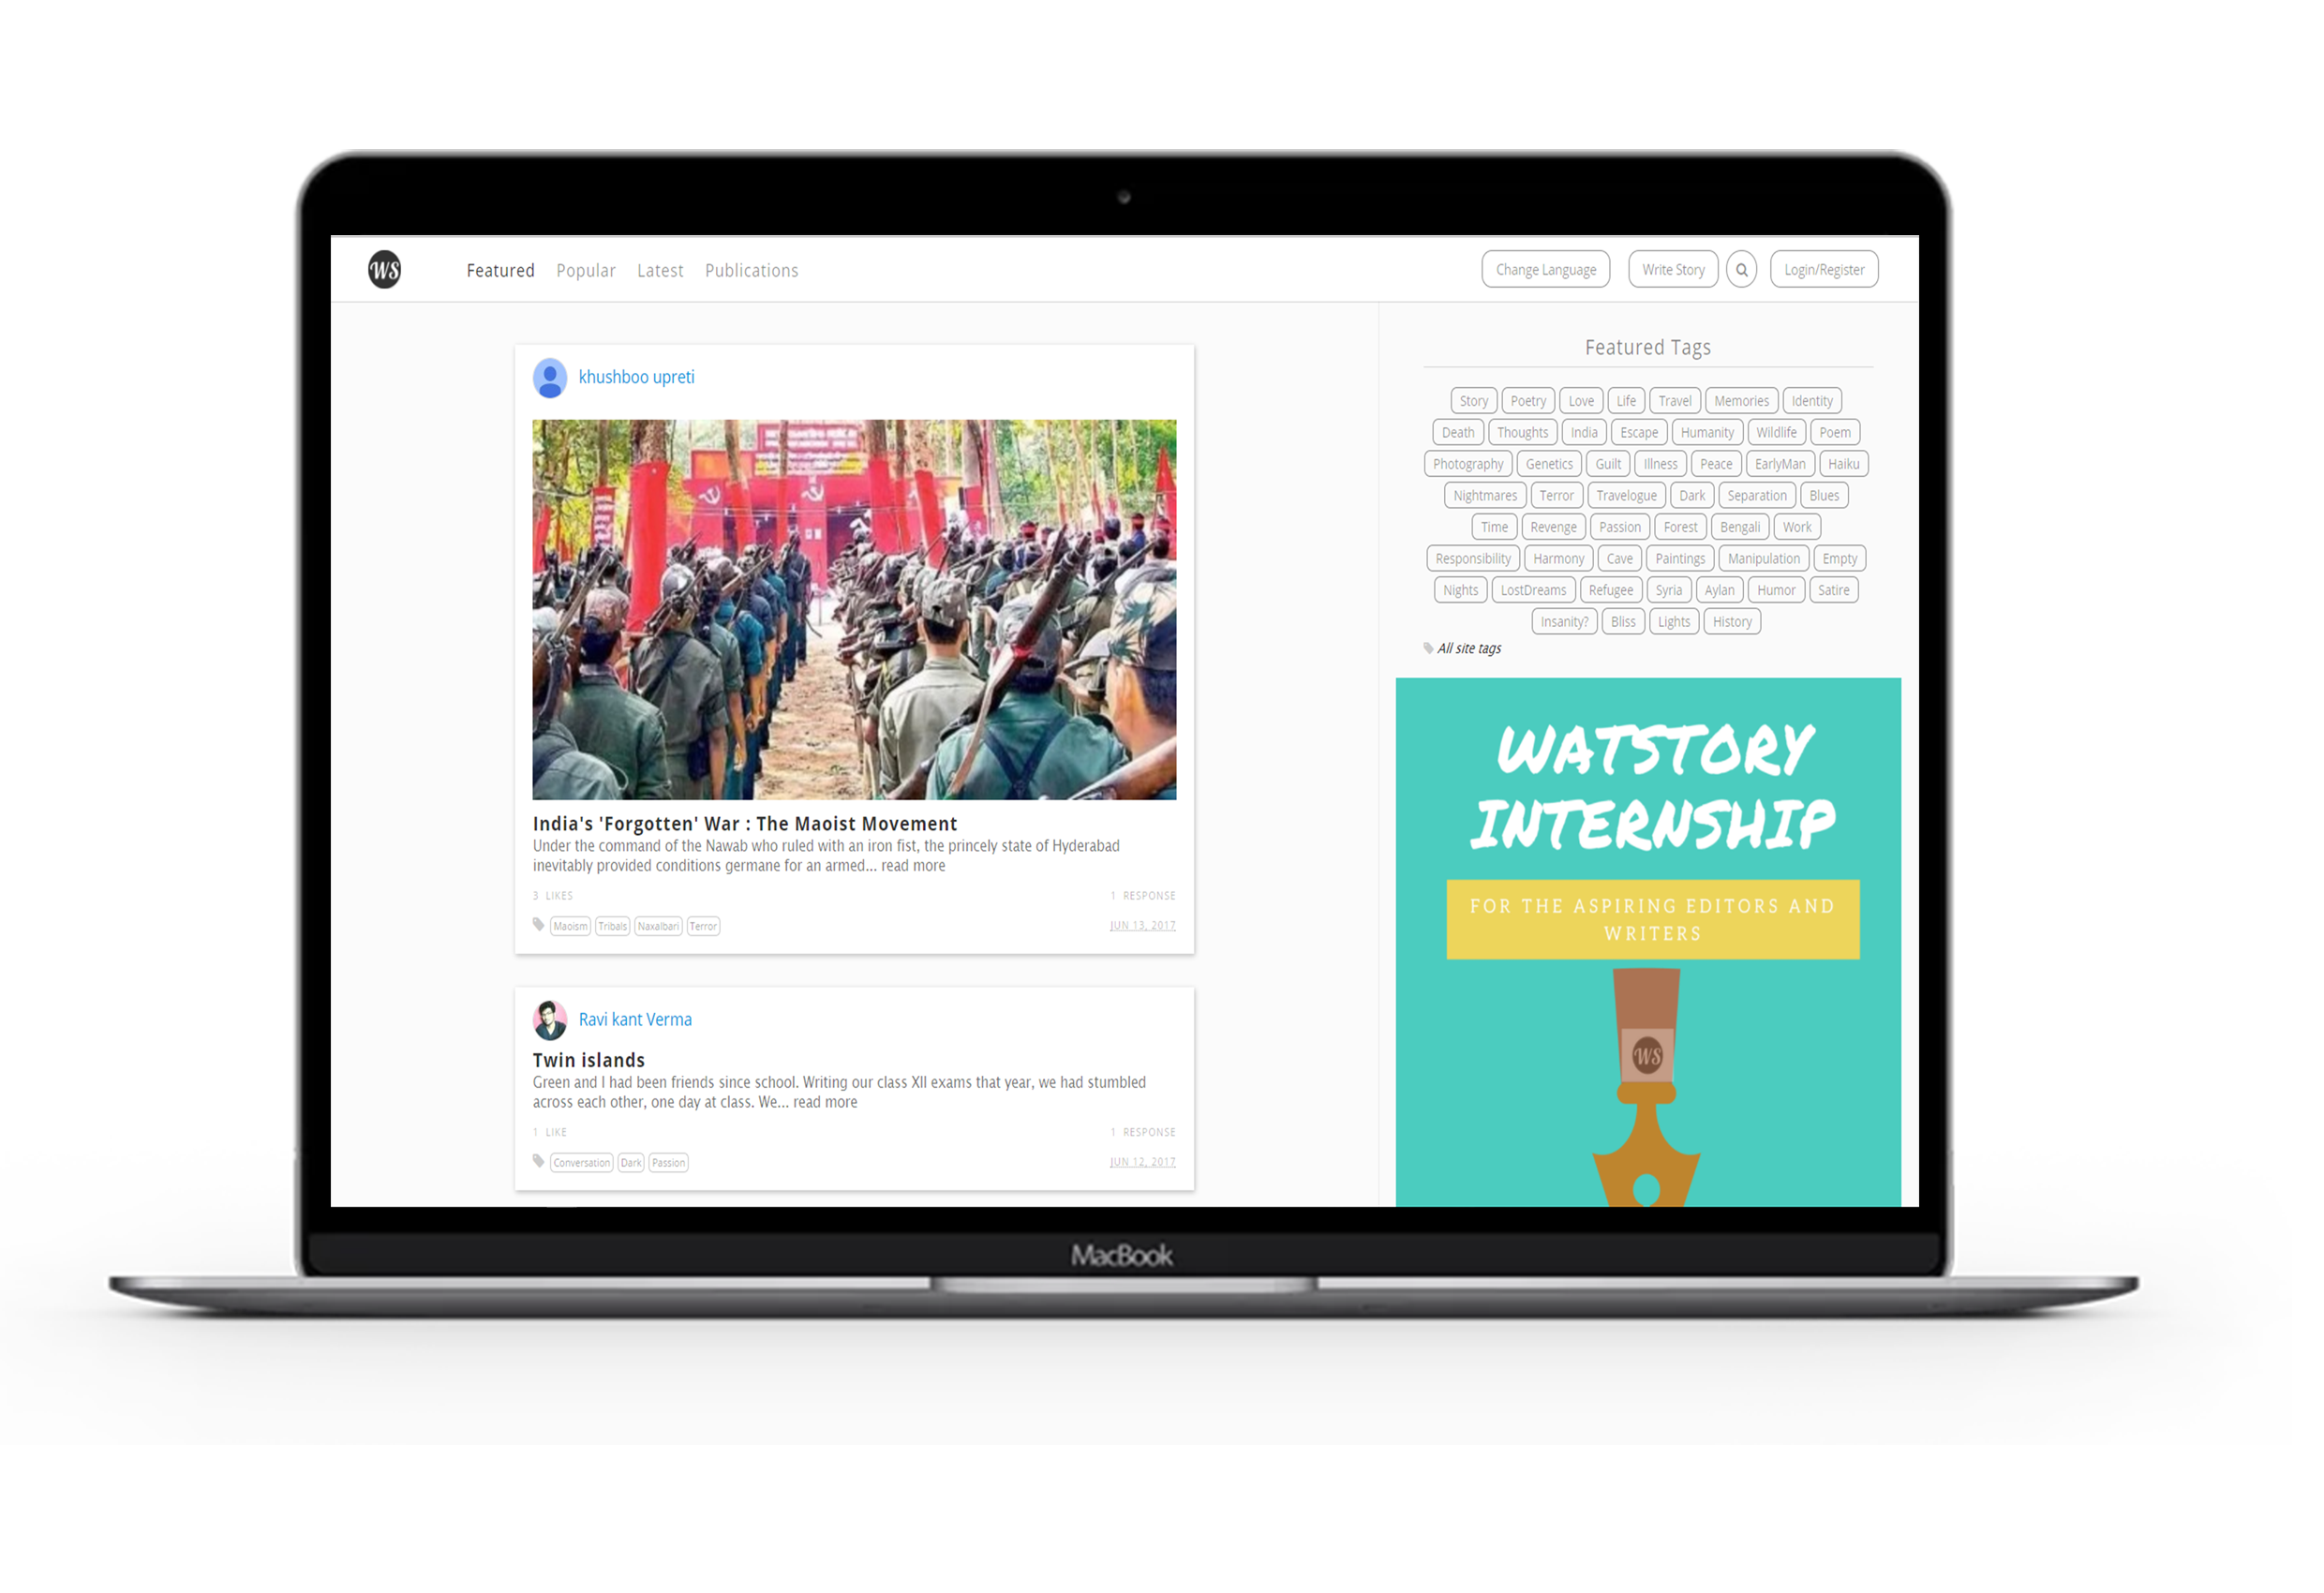 WS
Featured Popular Latest Publications
Change Language Write Story Login/Register
khushboo upreti
India's 'Forgotten' War : The Maoist Movement
Under the command of the Nawab who ruled with an iron fist, the princely state of Hyderabad
inevitably provided conditions germane for an armed... read more
3 LIKES 1 RESPONSE
Maoism Tribals Naxalbari Terror JUN 13, 2017
Ravi kant Verma
Twin islands
Green and I had been friends since school. Writing our class XII exams that year, we had stumbled
across each other, one day at class. We... read more
1 LIKE 1 RESPONSE
Conversation Dark Passion JUN 12, 2017
Featured Tags
Story Poetry Love Life Travel Memories Identity
Death Thoughts India Escape Humanity Wildlife Poem
Photography Genetics Guilt Illness Peace EarlyMan Haiku
Nightmares Terror Travelogue Dark Separation Blues
Time Revenge Passion Forest Bengali Work
Responsibility Harmony Cave Paintings Manipulation Empty
Nights LostDreams Refugee Syria Aylan Humor Satire
Insanity? Bliss Lights History
All site tags
WATSTORY
INTERNSHIP
FOR THE ASPIRING EDITORS AND
WRITERS
WS
MacBook